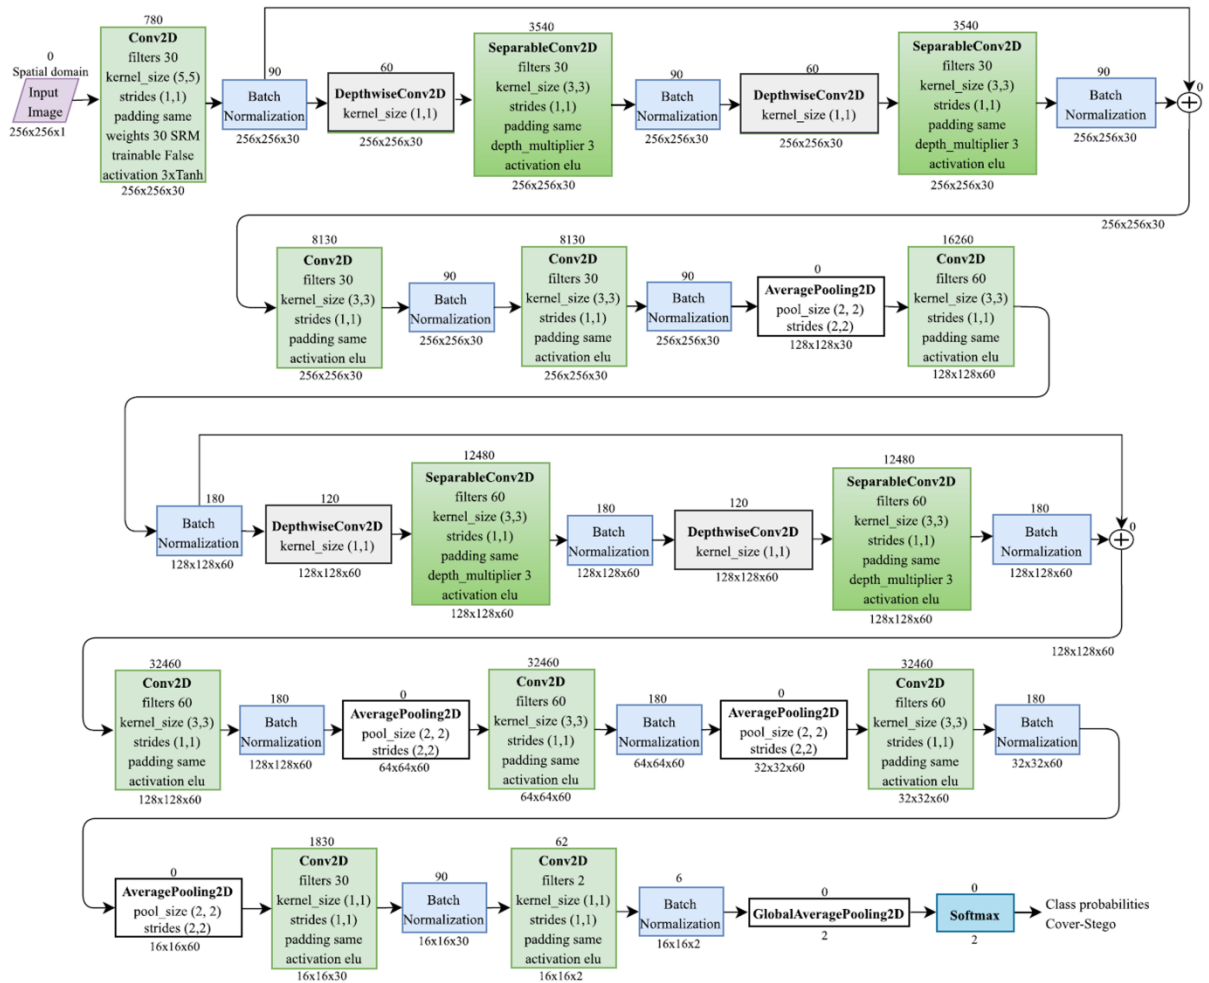 0
Spatial domain
Input
Image
256x256x1
780
Conv2D
filters 30
kernel_size (5,5)
strides (1,1)
padding same
weights 30 SRM
trainable False
activation 3xTanh
256x256x30
90
Batch
Normalization
256x256x30
60
DepthwiseConv2D
kernel_size (1,1)
256x256x30
3540
SeparableConv2D
filters 30
kernel_size (3,3)
strides (1,1)
padding same
depth_multiplier 3
activation elu
256x256x30
90
Batch
Normalization
256x256x30
60
DepthwiseConv2D
kernel_size (1,1)
256x256x30
3540
SeparableConv2D
filters 30
kernel_size (3,3)
strides (1,1)
padding same
depth_multiplier 3
activation elu
256x256x30
90
Batch
Normalization
256x256x30
0
256x256x30
8130
Conv2D
filters 30
kernel_size (3,3)
strides (1,1)
padding same
activation elu
256x256x30
90
Batch
Normalization
256x256x30
8130
Conv2D
filters 30
kernel_size (3,3)
strides (1,1)
padding same
activation elu
256x256x30
90
Batch
Normalization
256x256x30
0
AveragePooling2D
pool_size (2, 2)
strides (2,2)
128x128x30
16260
Conv2D
filters 60
kernel_size (3,3)
strides (1,1)
padding same
activation elu
128x128x60
180
Batch
Normalization
128x128x60
120
DepthwiseConv2D
kernel_size (1,1)
128x128x60
12480
SeparableConv2D
filters 60
kernel_size (3,3)
strides (1,1)
padding same
depth_multiplier 3
activation elu
128x128x60
180
Batch
Normalization
128x128x60
120
DepthwiseConv2D
kernel_size (1,1)
128x128x60
12480
SeparableConv2D
filters 60
kernel_size (3,3)
strides (1,1)
padding same
depth_multiplier 3
activation elu
128x128x60
180
Batch
Normalization
128x128x60
0
128x128x60
32460
Conv2D
filters 60
kernel_size (3,3)
strides (1,1)
padding same
activation elu
128x128x60
180
Batch
Normalization
128x128x60
0
AveragePooling2D
pool_size (2, 2)
strides (2,2)
64x64x60
32460
Conv2D
filters 60
kernel_size (3,3)
strides (1,1)
padding same
activation elu
64x64x60
180
Batch
Normalization
64x64x60
0
AveragePooling2D
pool_size (2, 2)
strides (2,2)
32x32x60
32460
Conv2D
filters 60
kernel_size (3,3)
strides (1,1)
padding same
activation elu
32x32x60
180
Batch
Normalization
32x32x60
0
AveragePooling2D
pool_size (2, 2)
strides (2,2)
16x16x60
1830
Conv2D
filters 30
kernel_size (1,1)
strides (1,1)
padding same
activation elu
16x16x30
90
Batch
Normalization
16x16x30
62
Conv2D
filters 2
kernel_size (1,1)
strides (1,1)
padding same
activation elu
16x16x2
6
Batch
Normalization
16x16x2
0
GlobalAveragePooling2D
2
0
Softmax
2
Class probabilities
Cover-Stego